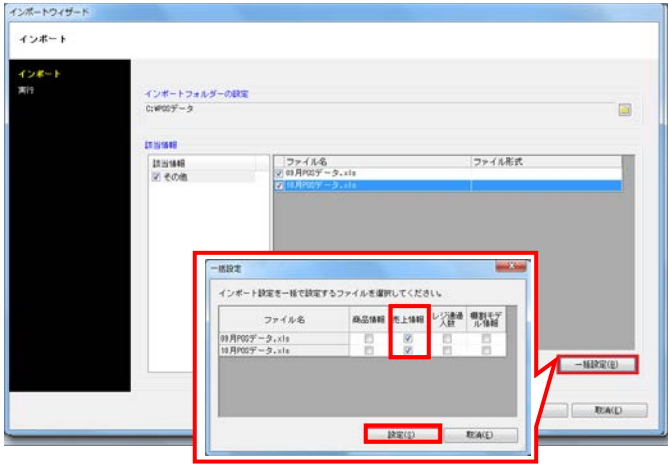 インポートウィザード
インポート
インポート
実行
インポートフォルダーの設定
C:¥POSデータ
該当情報
該当情報
その他
ファイル名 ファイル形式
09月POSデータ.xls
10月POSデータ.xls
一括設定
インポート設定を一括で設定するファイルを選択してください。
ファイル名 商品情報 売上情報 レジ通過人数 棚割モデル情報
09月POSデータ.xls
10月POSデータ.xls
設定(S) 取消(C)
一括設定(B)
取消(C)